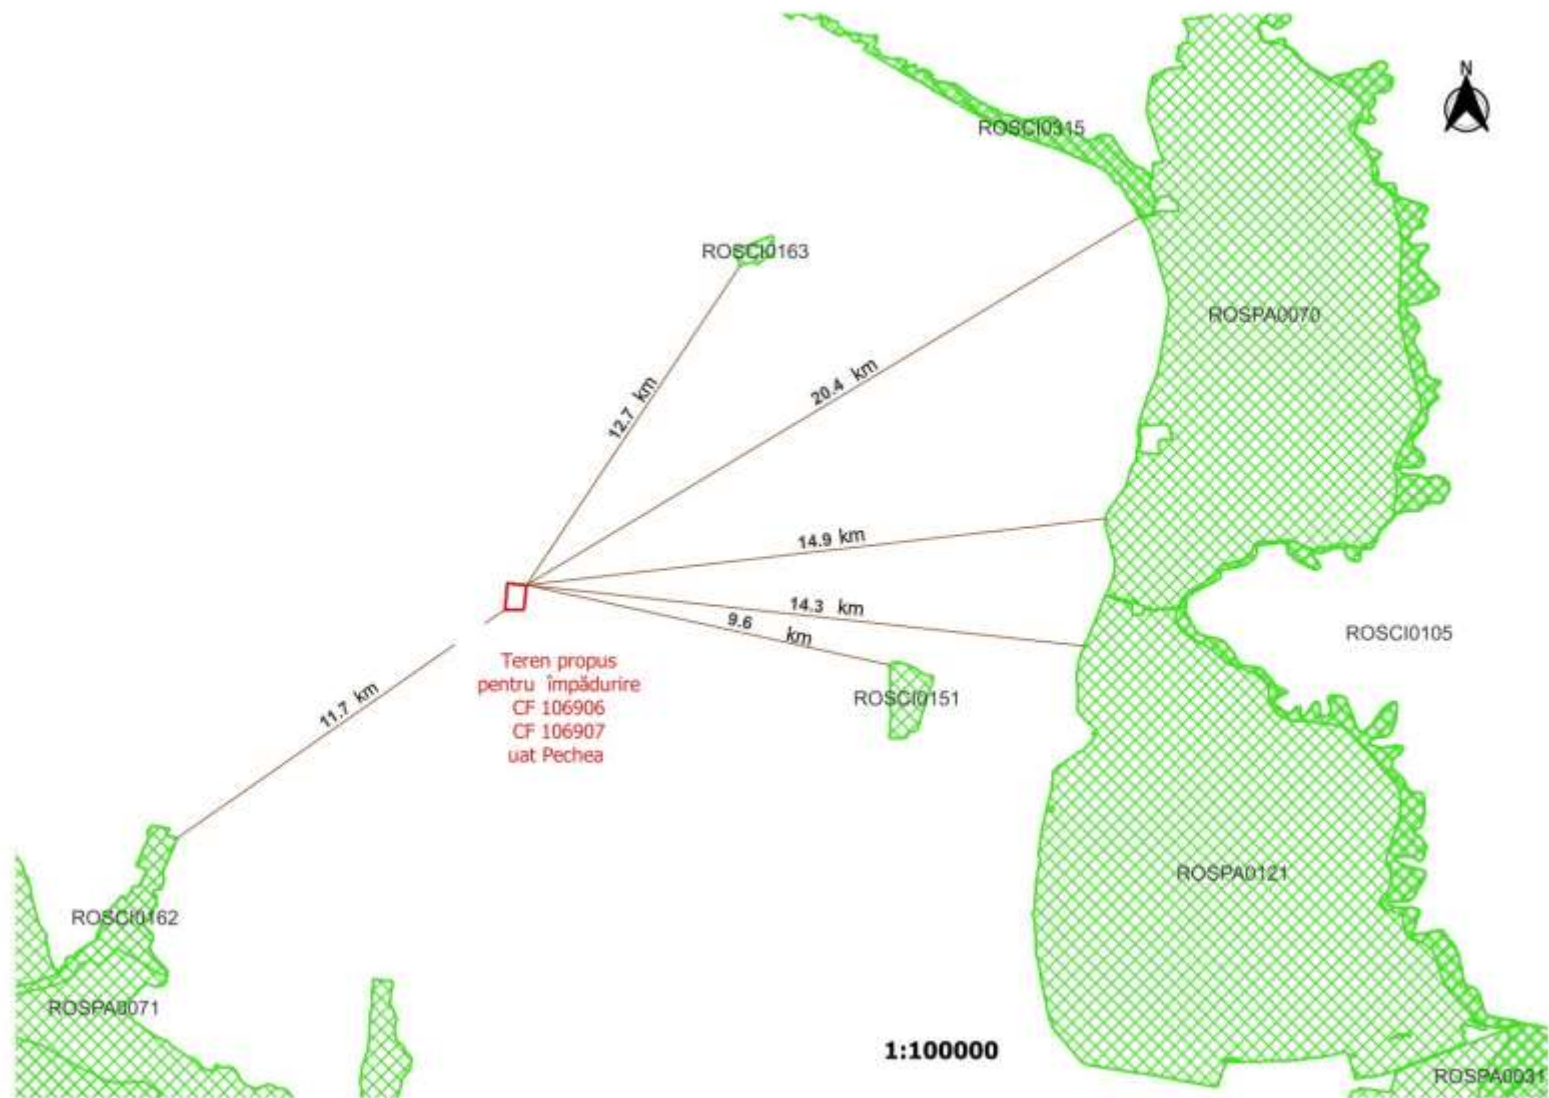 N
ROSCI0315
ROSCI0163
ROSPA0070
12.7 km
20.4 km
14.9 km
14.3 km
9.6 km
ROSCI0105
Teren propus
pentru împădurire
CF 106906
CF 106907
uat Pechea
11.7 km
ROSCI0151
ROSPA0121
ROSCI0162
ROSPA0071
1:100000
ROSPA0031